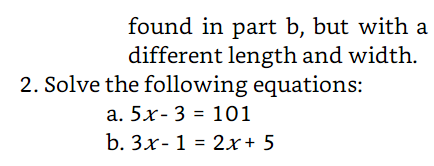 found in part b, but with a
different length and width.
2. Solve the following equations:
a. 5x- 3 = 101
b. 3x- 1 = 2x+ 5